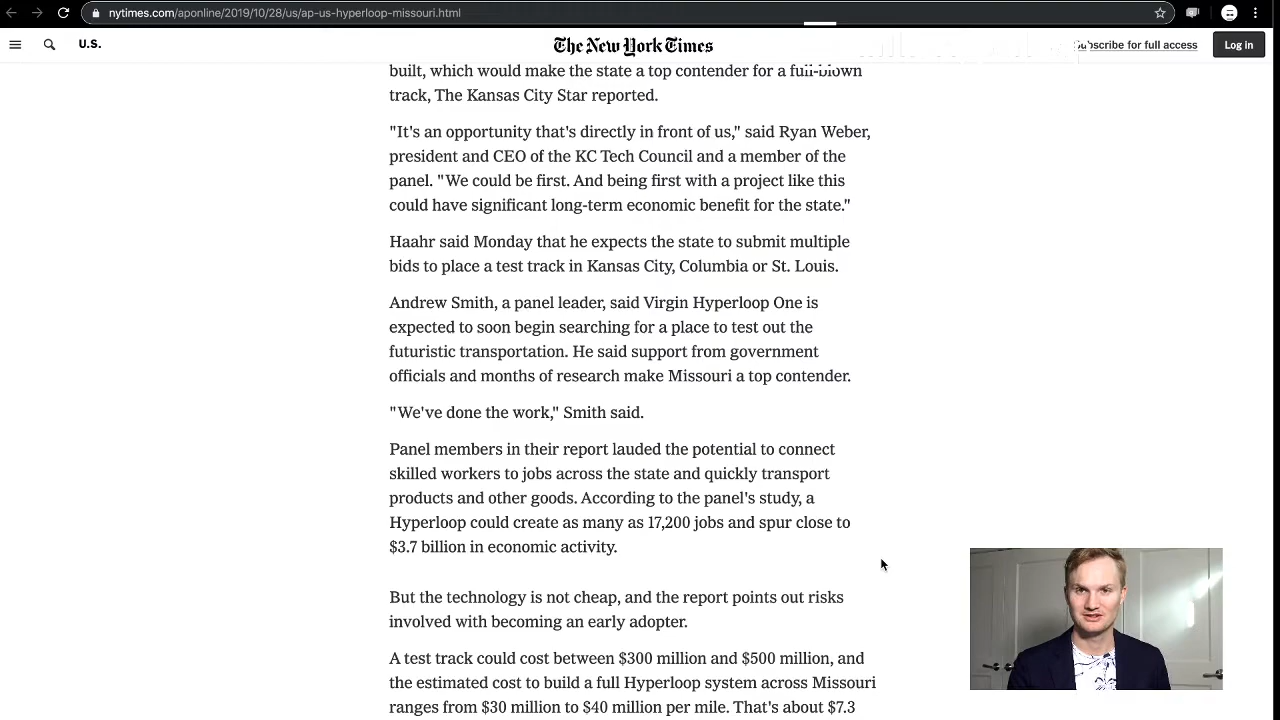 nytimes.com/aponline/2019/10/28/us/ap-us-hyperloop-missouri.html
U.S.
The New York Times
Subscribe for full access
Log in
built, which would make the state a top contender for a full-blown
track, The Kansas City Star reported.
"It's an opportunity that's directly in front of us," said Ryan Weber,
president and CEO of the KC Tech Council and a member of the
panel. "We could be first. And being first with a project like this
could have significant long-term economic benefit for the state."
Haahr said Monday that he expects the state to submit multiple
bids to place a test track in Kansas City, Columbia or St. Louis.
Andrew Smith, a panel leader, said Virgin Hyperloop One is
expected to soon begin searching for a place to test out the
futuristic transportation. He said support from government
officials and months of research make Missouri a top contender.
"We've done the work," Smith said.
Panel members in their report lauded the potential to connect
skilled workers to jobs across the state and quickly transport
products and other goods. According to the panel's study, a
Hyperloop could create as many as 17,200 jobs and spur close to
$3.7 billion in economic activity.
But the technology is not cheap, and the report points out risks
involved with becoming an early adopter.
A test track could cost between $300 million and $500 million, and
the estimated cost to build a full Hyperloop system across Missouri
ranges from $30 million to $40 million per mile. That's about $7.3